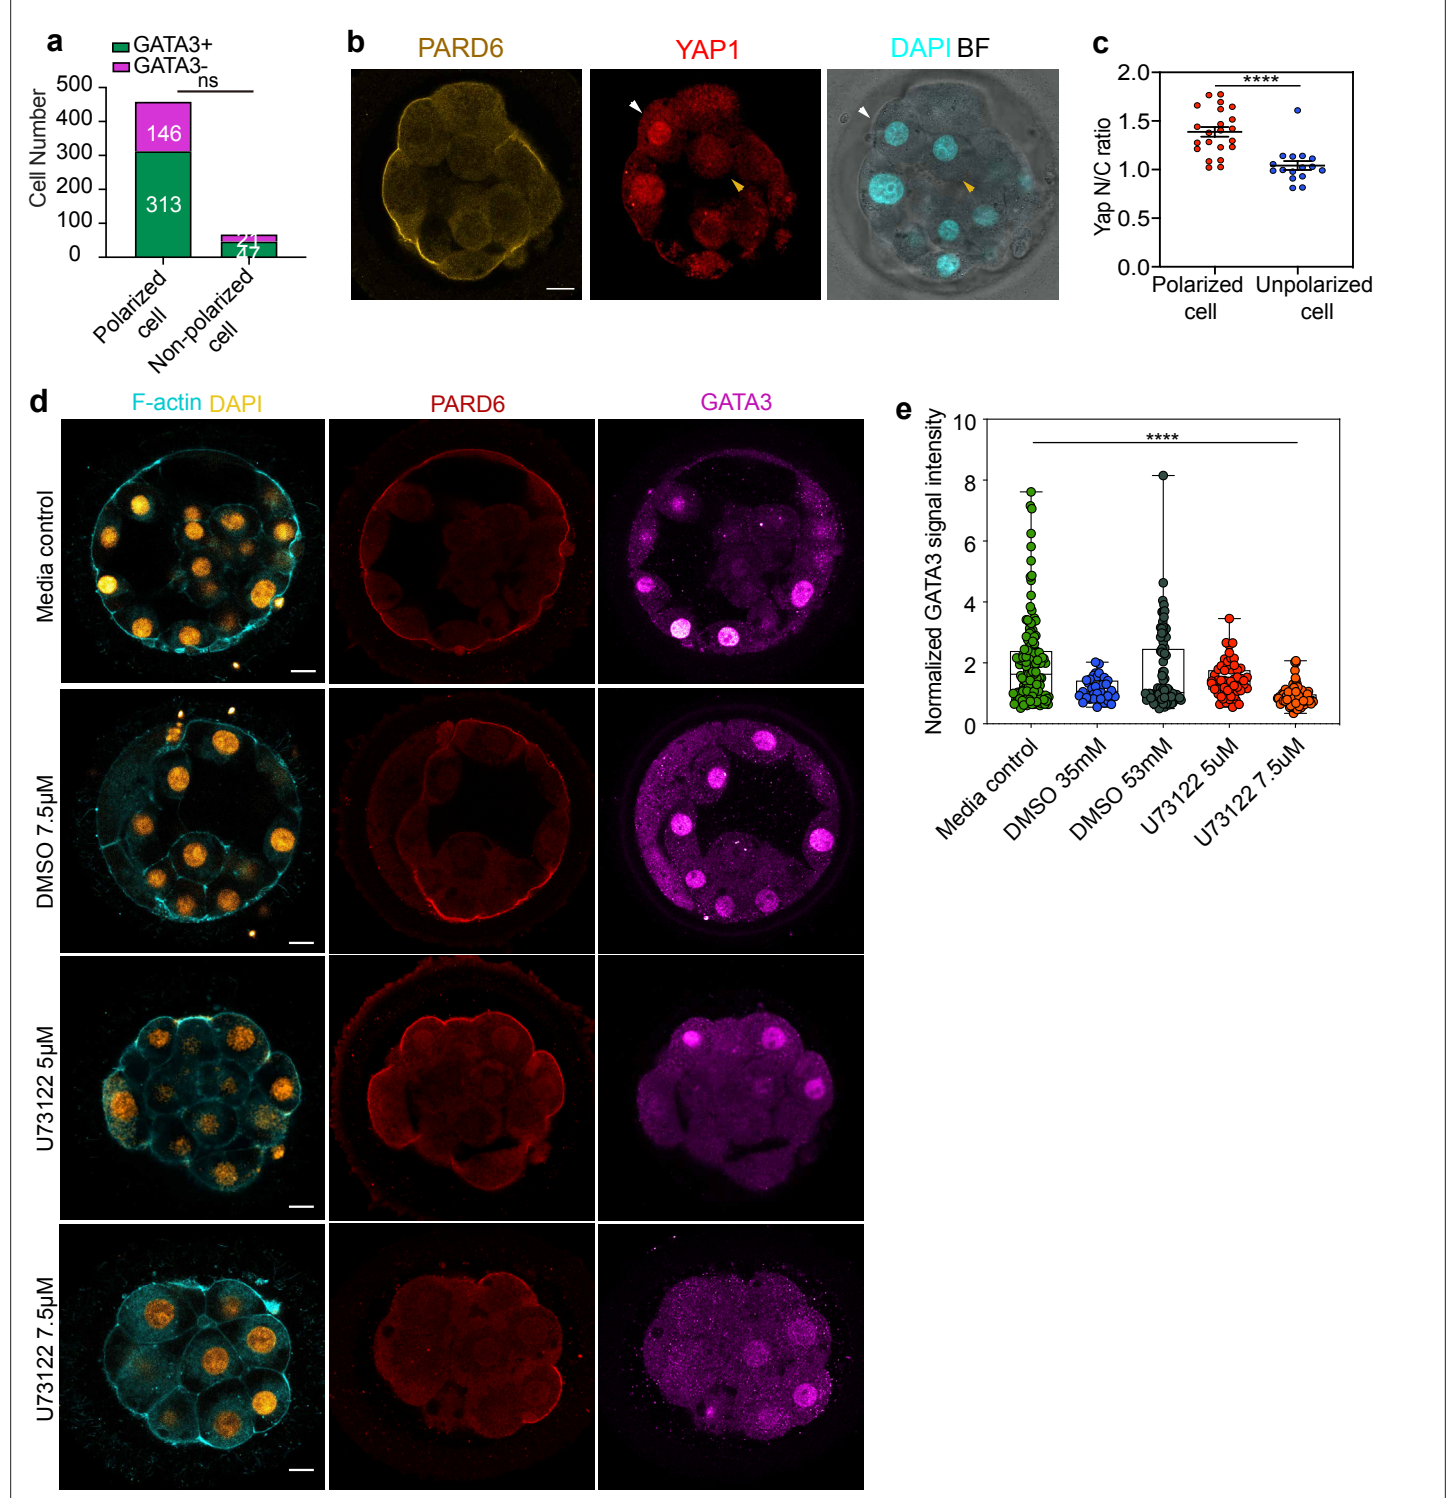 a
GATA3+
GATA3-
ns
Cell Number
500
400
300
200
100
0
146
313
21
47
Polarized
cell
Non-polarized
cell
b
PARD6
YAP1
DAPI BF
c
****
Yap N/C ratio
2.0
1.5
1.0
0.5
0.0
Polarized
cell
Unpolarized
cell
d
F-actin DAPI
PARD6
GATA3
Media control
DMSO 7.5µM
U73122 5µM
U73122 7.5µM
e
****
Normalized GATA3 signal intensity
10
8
6
4
2
0
Media control
DMSO 35mM
DMSO 53mM
U73122 5uM
U73122 7.5uM